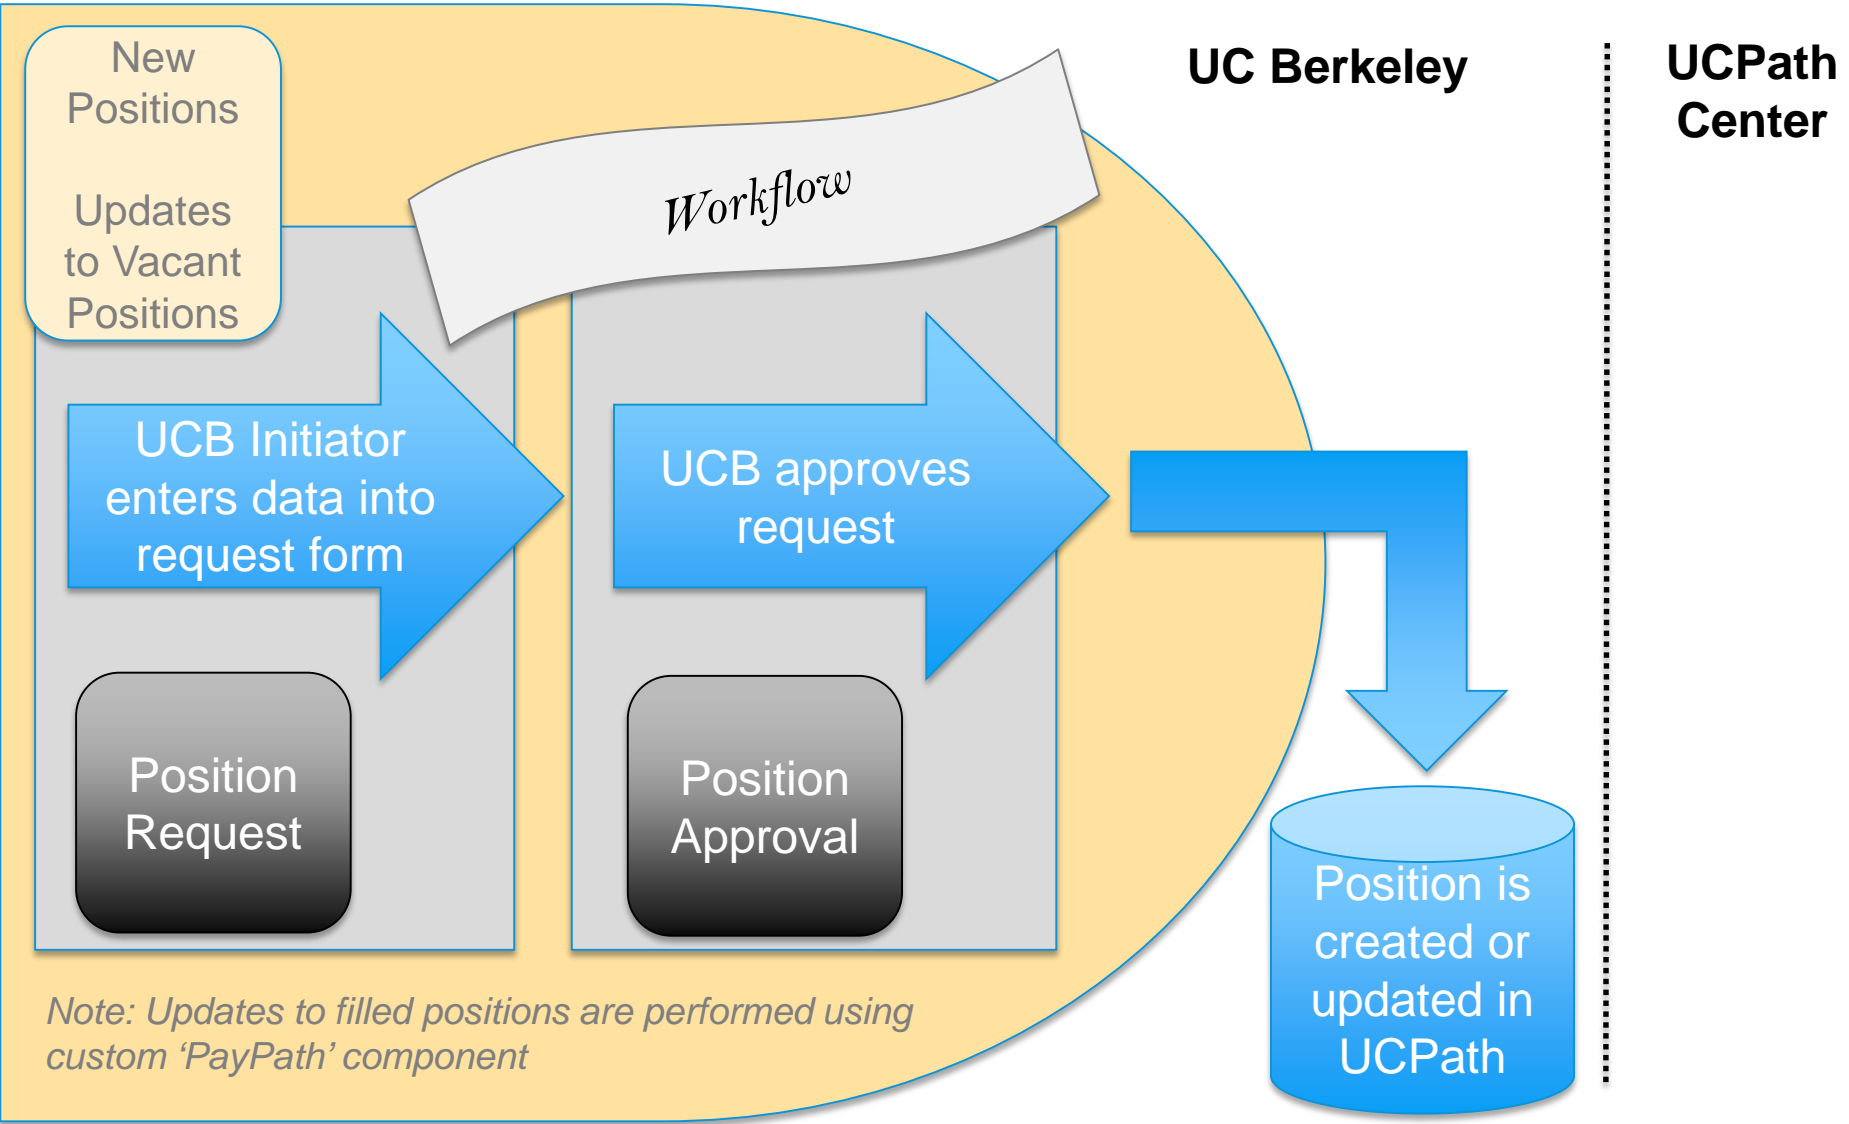 New
Positions
Updates
to Vacant
Positions
Workflow
UC Berkeley
UCPath
Center
UCB Initiator
enters data into
request form
UCB approves
request
Position
Request
Position
Approval
Position is
created or
updated in
UCPath
Note: Updates to filled positions are performed using
custom ‘PayPath’ component